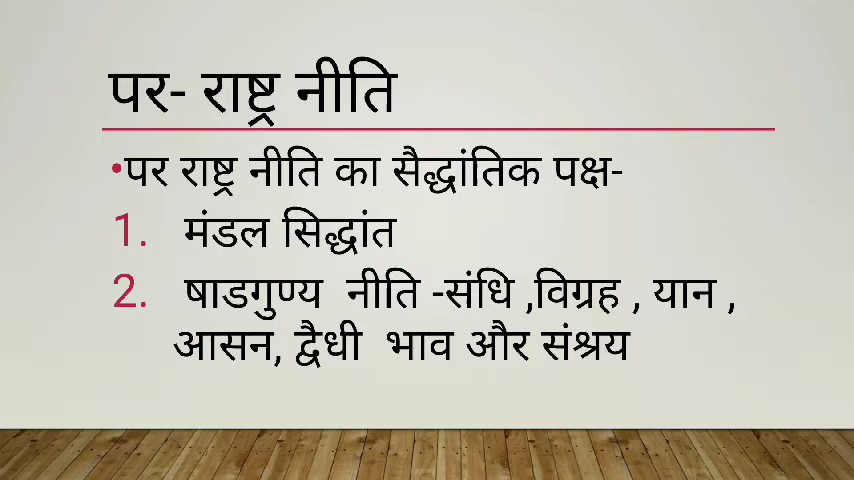 पर- राष्ट्र नीति
•पर राष्ट्र नीति का सैद्धांतिक पक्ष-
1. मंडल सिद्धांत
2. षाडगुण्य नीति -संधि ,विग्रह , यान ,
आसन, द्वैधी भाव और संश्रय